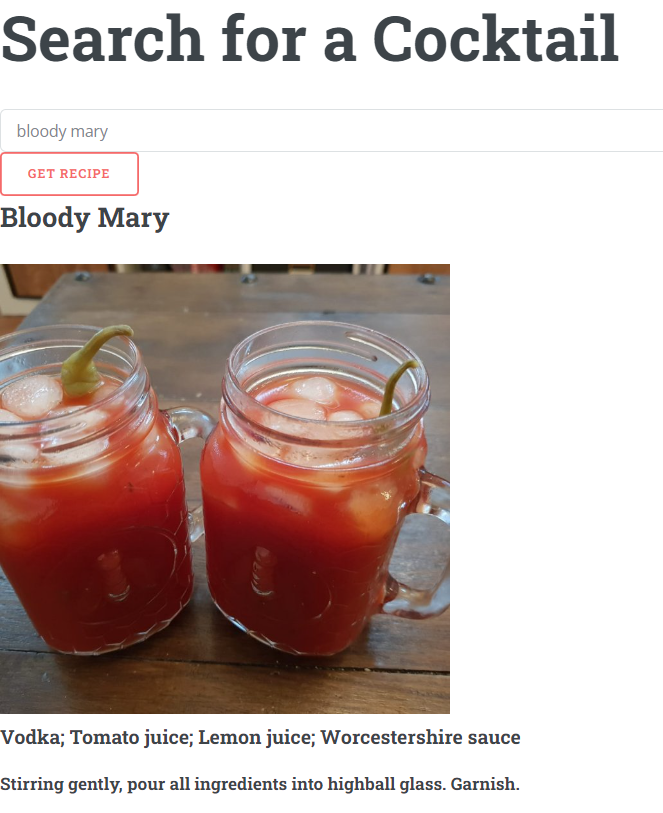 Search for a Cocktail
bloody mary
GET RECIPE
Bloody Mary
Vodka; Tomato juice; Lemon juice; Worcestershire sauce
Stirring gently, pour all ingredients into highball glass. Garnish.